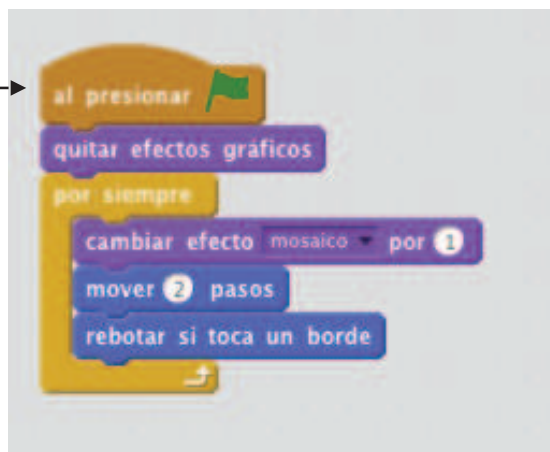 al presionar
quitar efectos gráficos
por siempre
cambiar efecto mosaico por 1
mover 2 pasos
rebotar si toca un borde